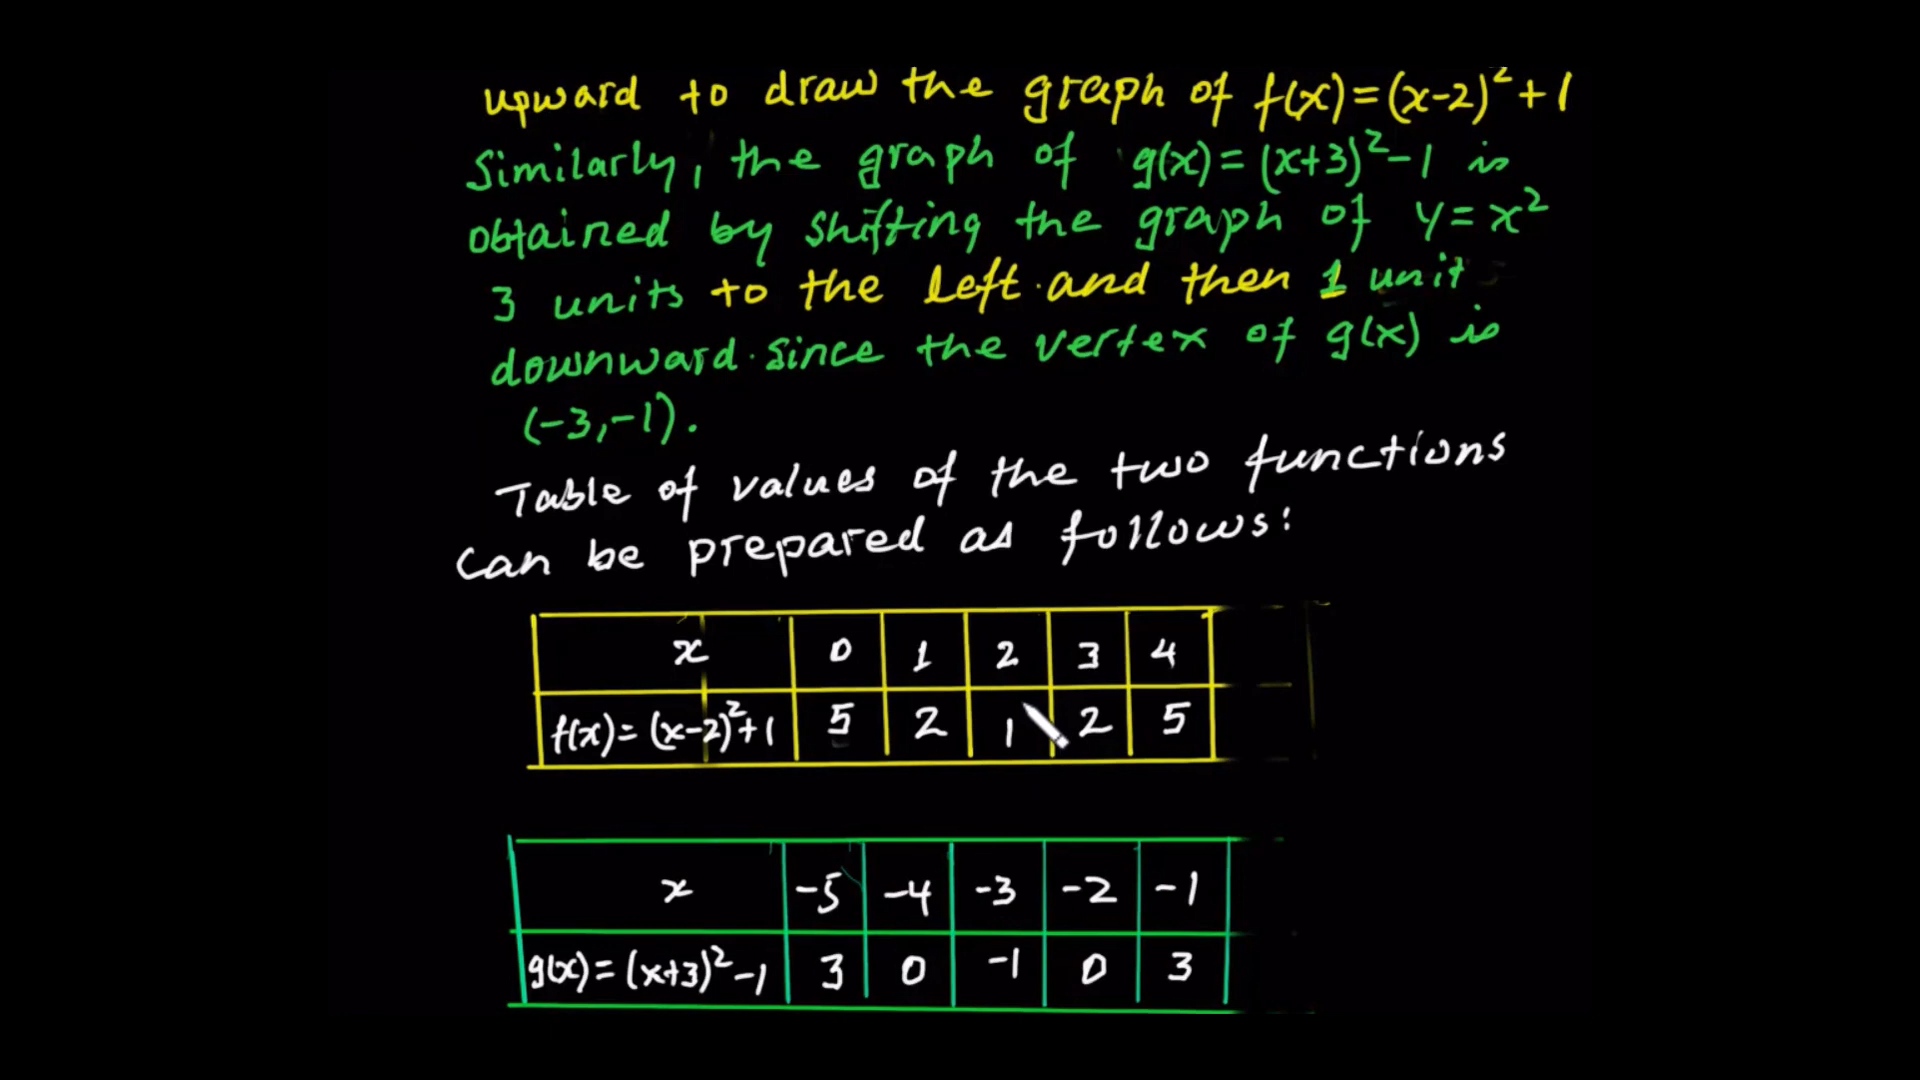 upward to draw the graph of f(x)=(x-2)²+1
Similarly, the graph of g(x)=(x+3)²-1 is
obtained by shifting the graph of y=x²
3 units to the left and then 1 unit
downward. Since the vertex of g(x) is
(-3,-1).
Table of values of the two functions
can be prepared as follows:
x 0 1 2 3 4
f(x)=(x-2)²+1 5 2 1 2 5
x -5 -4 -3 -2 -1
g(x)=(x+3)²-1 3 0 -1 0 3